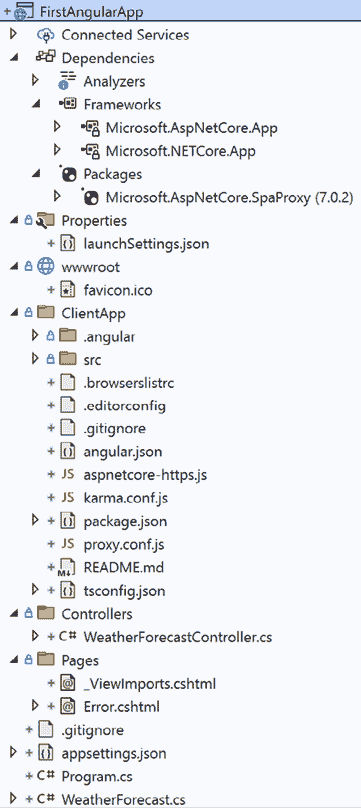 FirstAngularApp
Connected Services
Dependencies
Analyzers
Frameworks
Microsoft.AspNetCore.App
Microsoft.NETCore.App
Packages
Microsoft.AspNetCore.SpaProxy (7.0.2)
Properties
launchSettings.json
wwwroot
favicon.ico
ClientApp
.angular
src
.browserslistrc
.editorconfig
.gitignore
angular.json
JS aspnetcore-https.js
JS karma.conf.js
package.json
JS proxy.conf.js
M↓ README.md
tsconfig.json
Controllers
C# WeatherForecastController.cs
Pages
_ViewImports.cshtml
Error.cshtml
.gitignore
appsettings.json
C# Program.cs
C# WeatherForecast.cs